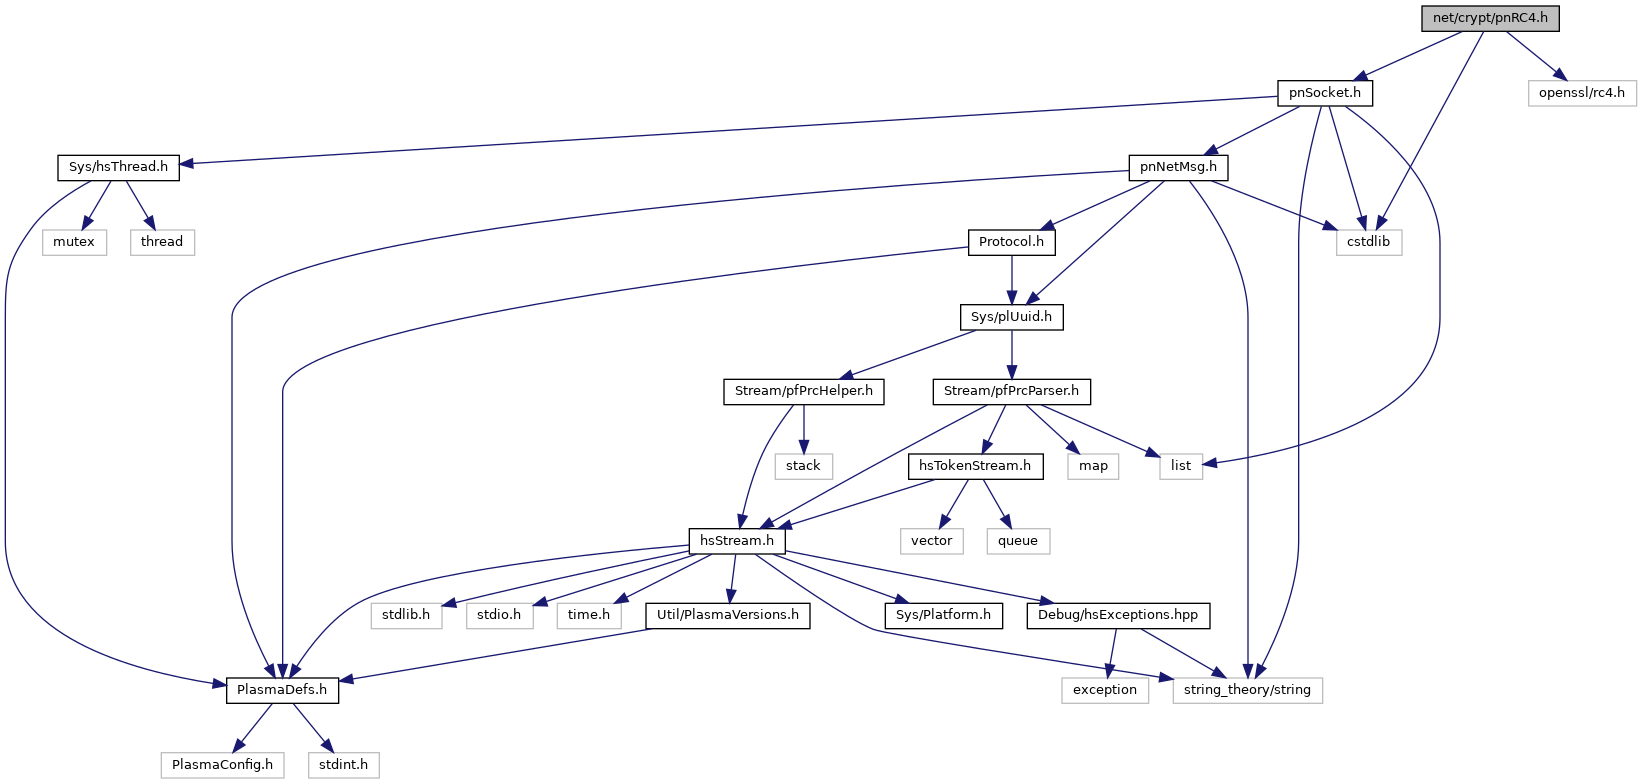 net/crypt/pnRC4.h
pnSocket.h
openssl/rc4.h
Sys/hsThread.h
pnNetMsg.h
mutex
thread
Protocol.h
cstdlib
Sys/plUuid.h
Stream/pfPrcHelper.h
Stream/pfPrcParser.h
stack
hsTokenStream.h
map
list
hsStream.h
vector
queue
stdlib.h
stdio.h
time.h
Util/PlasmaVersions.h
Sys/Platform.h
Debug/hsExceptions.hpp
PlasmaDefs.h
exception
string_theory/string
PlasmaConfig.h
stdint.h